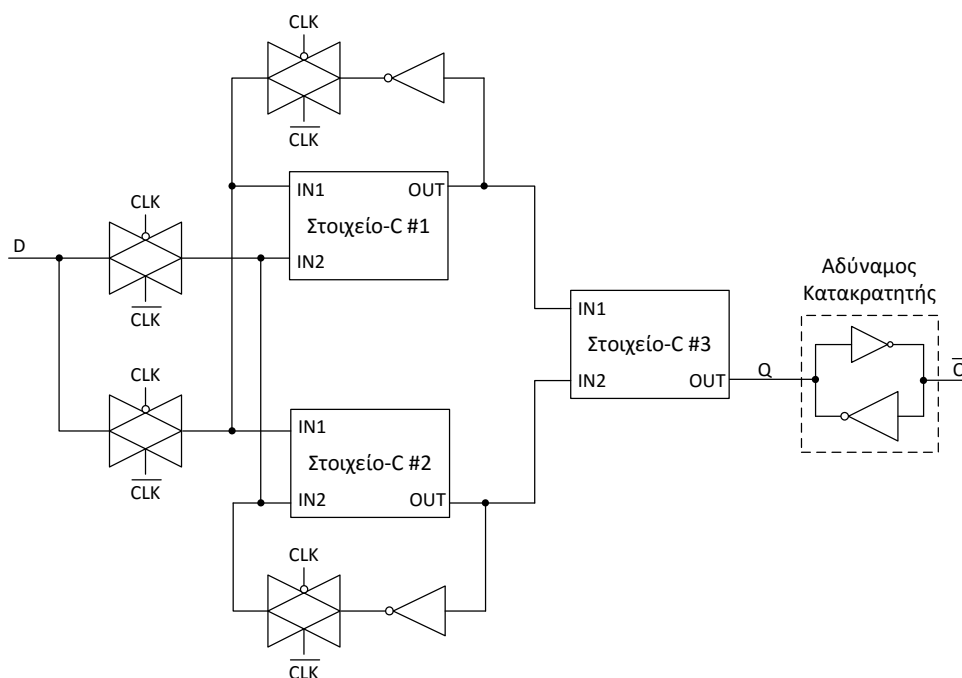 CLK
CLK
IN1
OUT
Στοιχείο-C #1
IN2
CLK
D
CLK
Αδύναμος
Κατακρατητής
IN1
Στοιχείο-C #3
IN2
OUT
Q
CLK
CLK
IN1
Στοιχείο-C #2
IN2
OUT
CLK
CLK